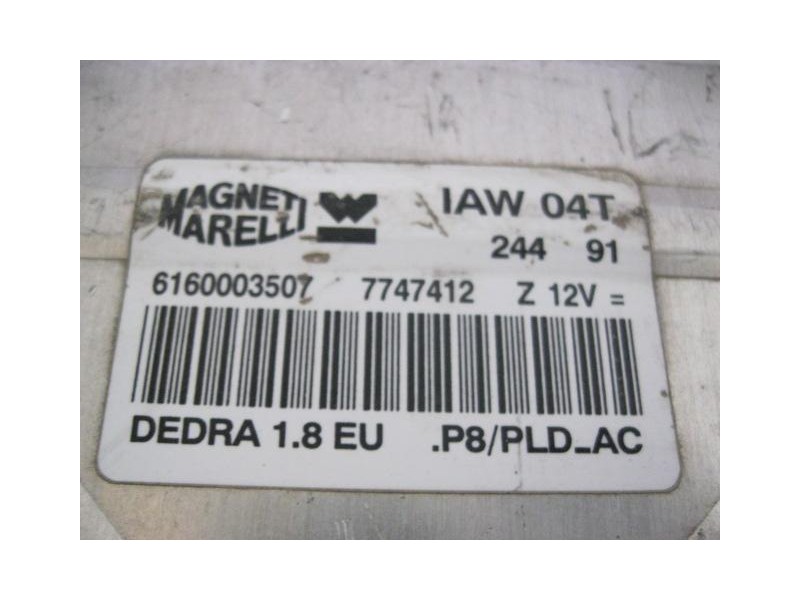 MAGNETI MARELLI W IAW 04T
244 91
6160003507 7747412 Z 12V =
DEDRA 1.8 EU .P8/PLD_AC